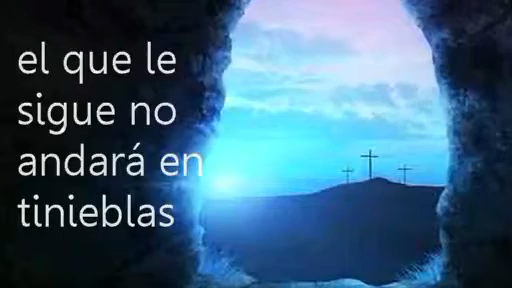 el que le
sigue no
andará en
tinieblas